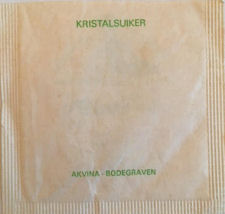 KRISTALSUIKER
AKVINA - BODEGRAVEN